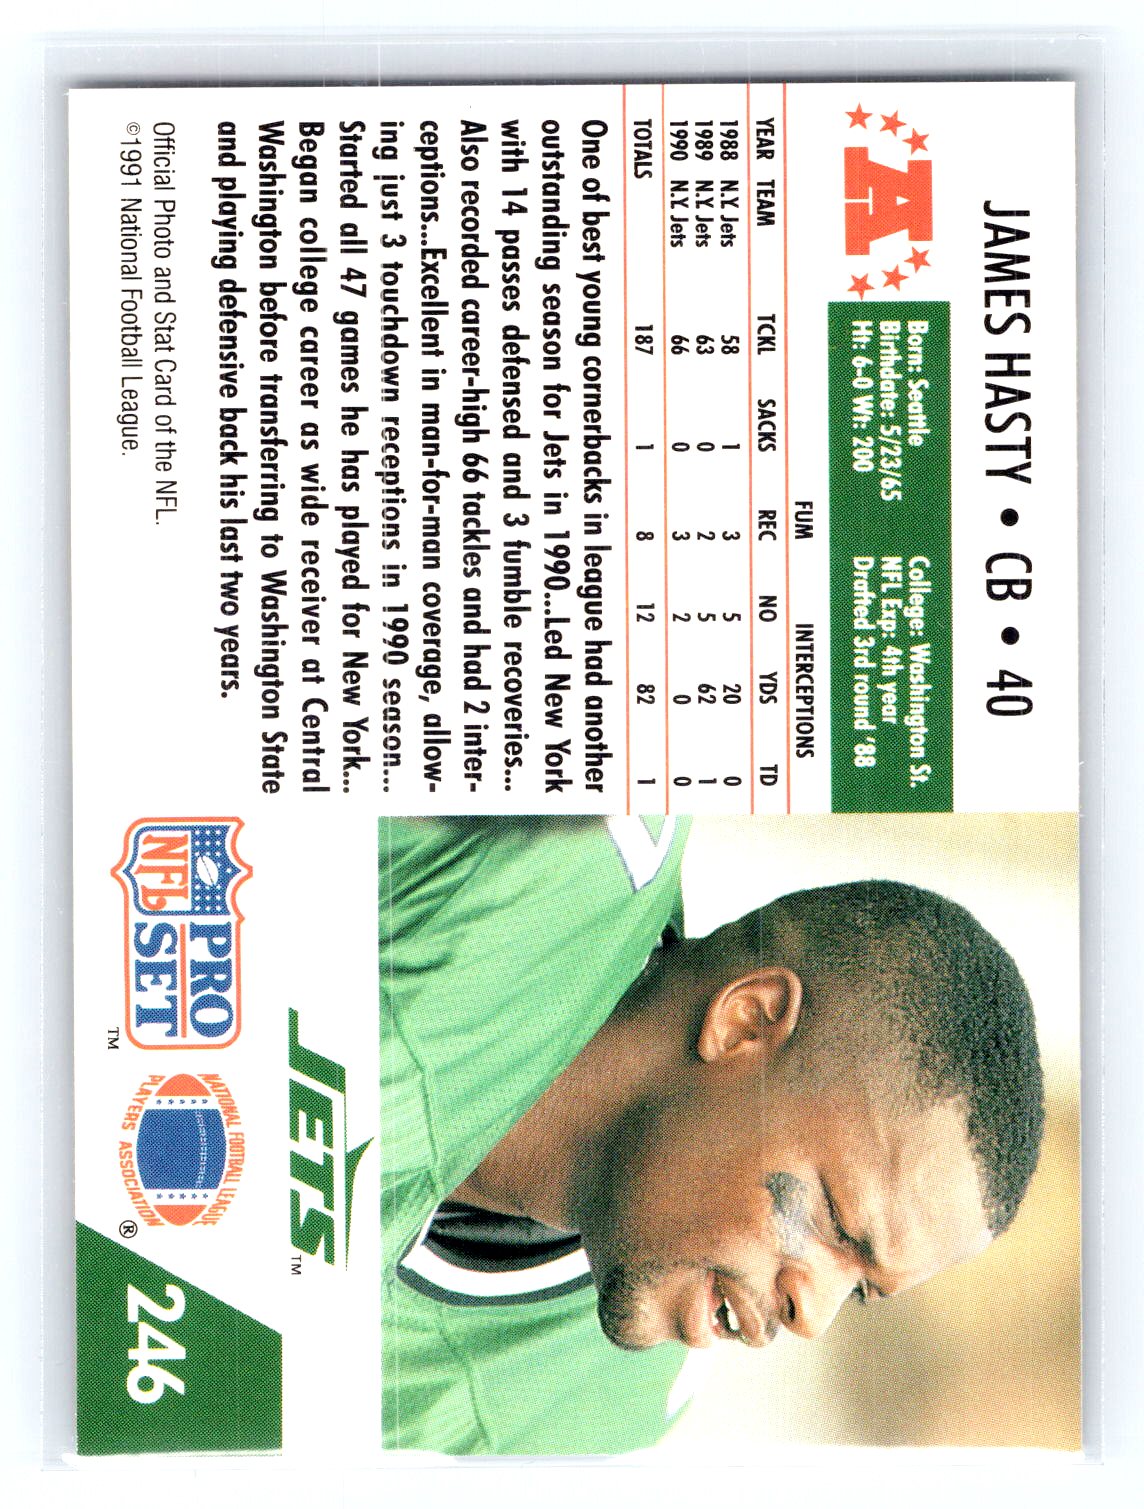 JAMES HASTY • CB • 40
A
Born: Seattle
Birthdate: 5/23/65
Ht: 6-0 Wt: 200
College: Washington St.
NFL Exp: 4th year
Drafted 3rd round '88
FUM INTERCEPTIONS
YEAR TEAM TCKL SACKS REC NO YDS TD
1988 N.Y. Jets 58 1 3 5 20 0
1989 N.Y. Jets 63 0 2 5 62 1
1990 N.Y. Jets 66 0 3 2 0 0
TOTALS 187 1 8 12 82 1
One of best young cornerbacks in league had another
outstanding season for Jets in 1990...Led New York
with 14 passes defensed and 3 fumble recoveries...
Also recorded career-high 66 tackles and had 2 inter-
ceptions...Excellent in man-for-man coverage, allow-
ing just 3 touchdown receptions in 1990 season...
Started all 47 games he has played for New York...
Began college career as wide receiver at Central
Washington before transferring to Washington State
and playing defensive back his last two years.
Official Photo and Stat Card of the NFL.
©1991 National Football League.
JETS™
PRO
NFL SET™
NATIONAL FOOTBALL LEAGUE
PLAYERS ASSOCIATION®
246